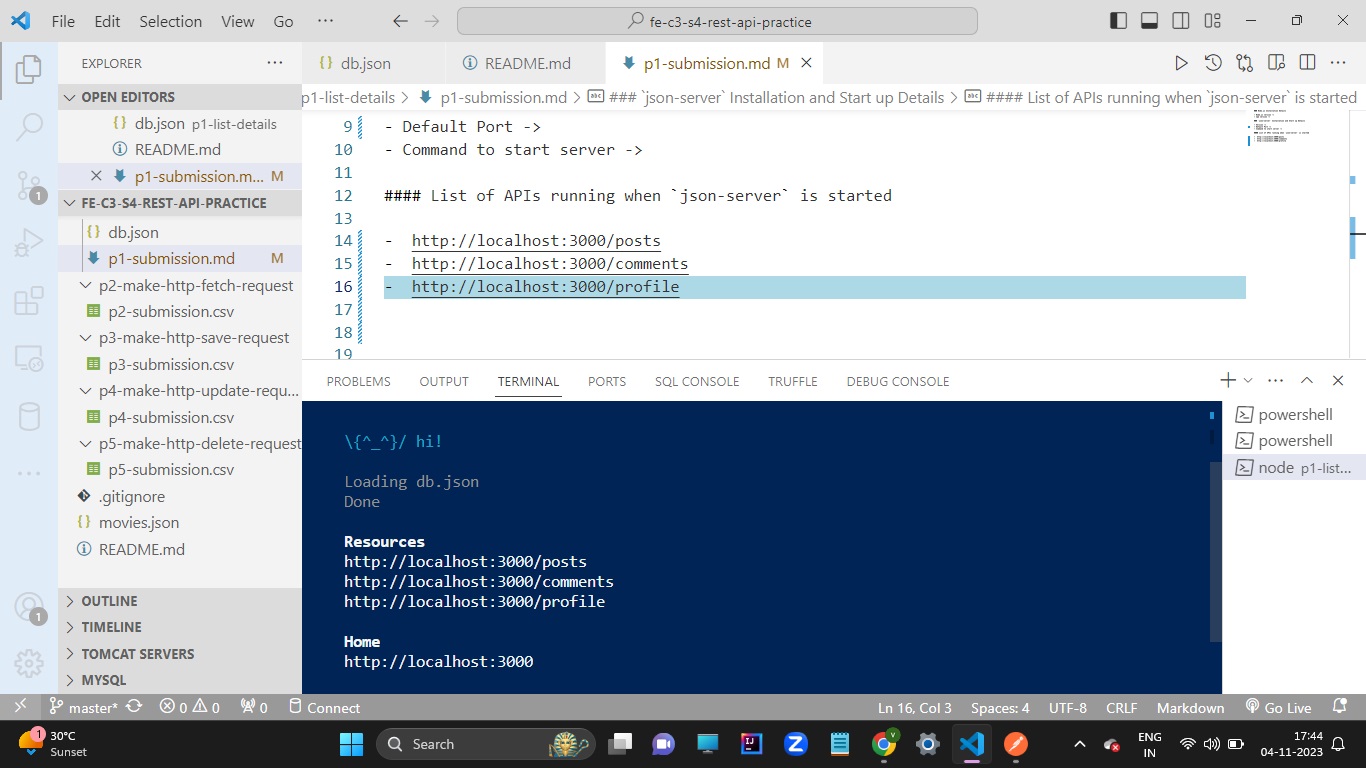 File Edit Selection View Go ··· fe-c3-s4-rest-api-practice
EXPLORER ···
OPEN EDITORS
{} db.json p1-list-details
README.md
p1-submission.m... M
FE-C3-S4-REST-API-PRACTICE
{} db.json
p1-submission.md M
p2-make-http-fetch-request
p2-submission.csv
p3-make-http-save-request
p3-submission.csv
p4-make-http-update-requ...
p4-submission.csv
p5-make-http-delete-request
p5-submission.csv
.gitignore
{} movies.json
README.md
OUTLINE
TIMELINE
TOMCAT SERVERS
MYSQL
1
1
{} db.json README.md p1-submission.md M
p1-list-details > p1-submission.md > ### `json-server` Installation and Start up Details > #### List of APIs running when `json-server` is started
9 - Default Port ->
10 - Command to start server ->
11
12 #### List of APIs running when `json-server` is started
13
14 - http://localhost:3000/posts
15 - http://localhost:3000/comments
16 - http://localhost:3000/profile
17
18
19
PROBLEMS OUTPUT TERMINAL PORTS SQL CONSOLE TRUFFLE DEBUG CONSOLE
\{^_^}/ hi!
Loading db.json
Done
Resources
http://localhost:3000/posts
http://localhost:3000/comments
http://localhost:3000/profile
Home
http://localhost:3000
powershell
powershell
node p1-list...
master* 0 0 0 Connect Ln 16, Col 3 Spaces: 4 UTF-8 CRLF Markdown Go Live
1
30°C
Sunset
Search
ENG
IN
17:44
04-11-2023